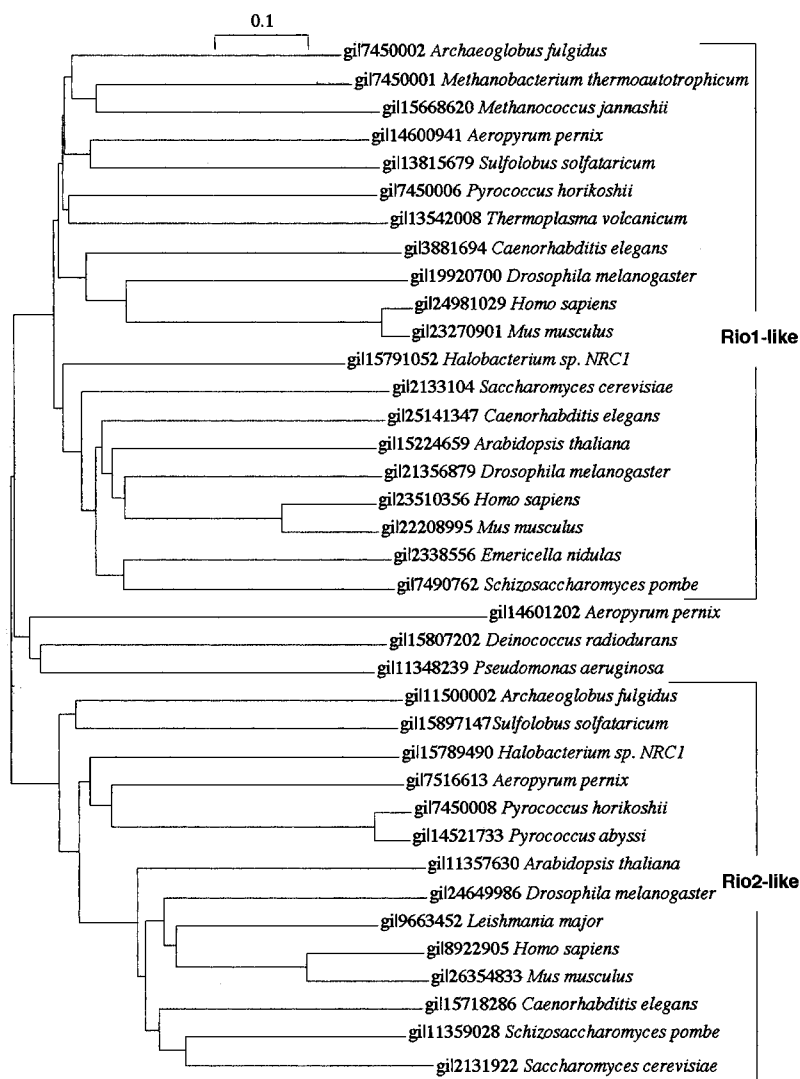 0.1
gi|7450002 Archaeoglobus fulgidus
gi|7450001 Methanobacterium thermoautotrophicum
gi|15668620 Methanococcus jannashii
gi|14600941 Aeropyrum pernix
gi|13815679 Sulfolobus solfataricum
gi|7450006 Pyrococcus horikoshii
gi|13542008 Thermoplasma volcanicum
gi|3881694 Caenorhabditis elegans
gi|19920700 Drosophila melanogaster
gi|24981029 Homo sapiens
gi|23270901 Mus musculus
Rio1-like
gi|15791052 Halobacterium sp. NRC1
gi|2133104 Saccharomyces cerevisiae
gi|25141347 Caenorhabditis elegans
gi|15224659 Arabidopsis thaliana
gi|21356879 Drosophila melanogaster
gi|23510356 Homo sapiens
gi|22208995 Mus musculus
gi|2338556 Emericella nidulas
gi|7490762 Schizosaccharomyces pombe
gi|14601202 Aeropyrum pernix
gi|15807202 Deinococcus radiodurans
gi|11348239 Pseudomonas aeruginosa
gi|11500002 Archaeoglobus fulgidus
gi|15897147Sulfolobus solfataricum
gi|15789490 Halobacterium sp. NRC1
gi|7516613 Aeropyrum pernix
gi|7450008 Pyrococcus horikoshii
gi|14521733 Pyrococcus abyssi
gi|11357630 Arabidopsis thaliana
Rio2-like
gi|24649986 Drosophila melanogaster
gi|9663452 Leishmania major
gi|8922905 Homo sapiens
gi|26354833 Mus musculus
gi|15718286 Caenorhabditis elegans
gi|11359028 Schizosaccharomyces pombe
gi|2131922 Saccharomyces cerevisiae